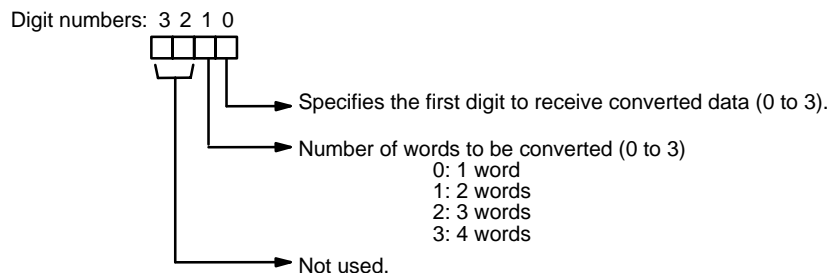 Digit numbers: 3 2 1 0
Specifies the first digit to receive converted data (0 to 3).
Number of words to be converted (0 to 3)
0: 1 word
1: 2 words
2: 3 words
3: 4 words
Not used.